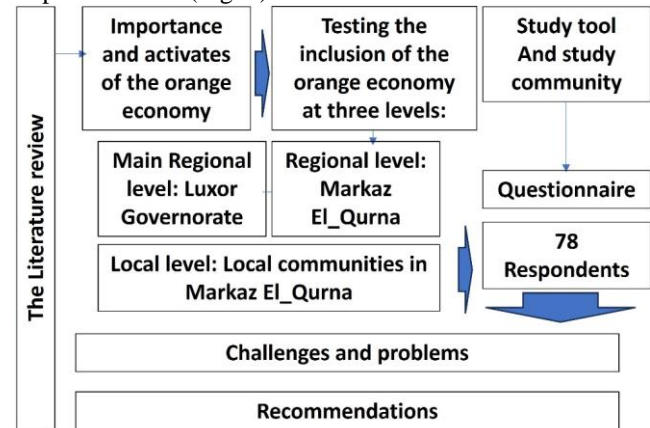 The Literature review
Importance
and activates
of the orange
economy
Testing the
inclusion of the
orange economy
at three levels:
Study tool
And study
community
Main Regional
level: Luxor
Governorate
Regional level:
Markaz
El_Qurna
Questionnaire
Local level: Local communities in
Markaz El_Qurna
78
Respondents
Challenges and problems
Recommendations